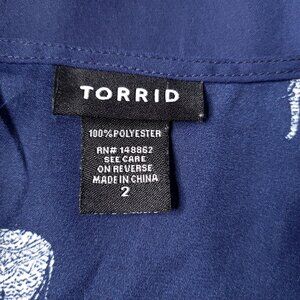 TORRID
100% POLYESTER
RN# 148862
SEE CARE
ON REVERSE
MADE IN CHINA
2